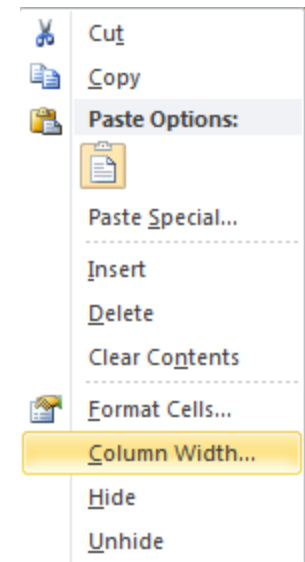 Cut
Copy
Paste Options:
Paste Special...
Insert
Delete
Clear Contents
Format Cells...
Column Width...
Hide
Unhide